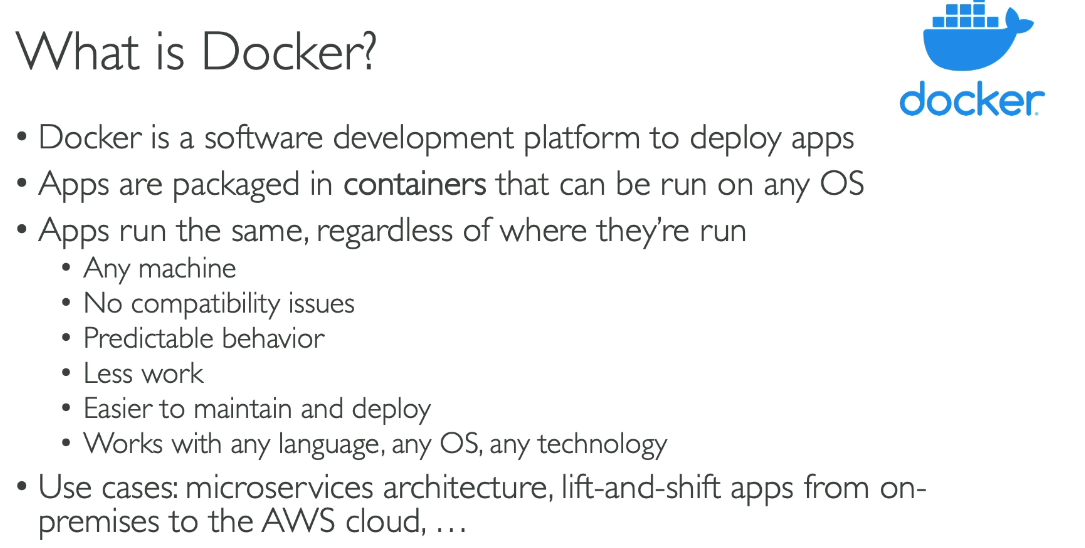 What is Docker?
docker
• Docker is a software development platform to deploy apps
• Apps are packaged in containers that can be run on any OS
• Apps run the same, regardless of where they're run
• Any machine
• No compatibility issues
• Predictable behavior
• Less work
• Easier to maintain and deploy
• Works with any language, any OS, any technology
• Use cases: microservices architecture, lift-and-shift apps from on-
premises to the AWS cloud, …